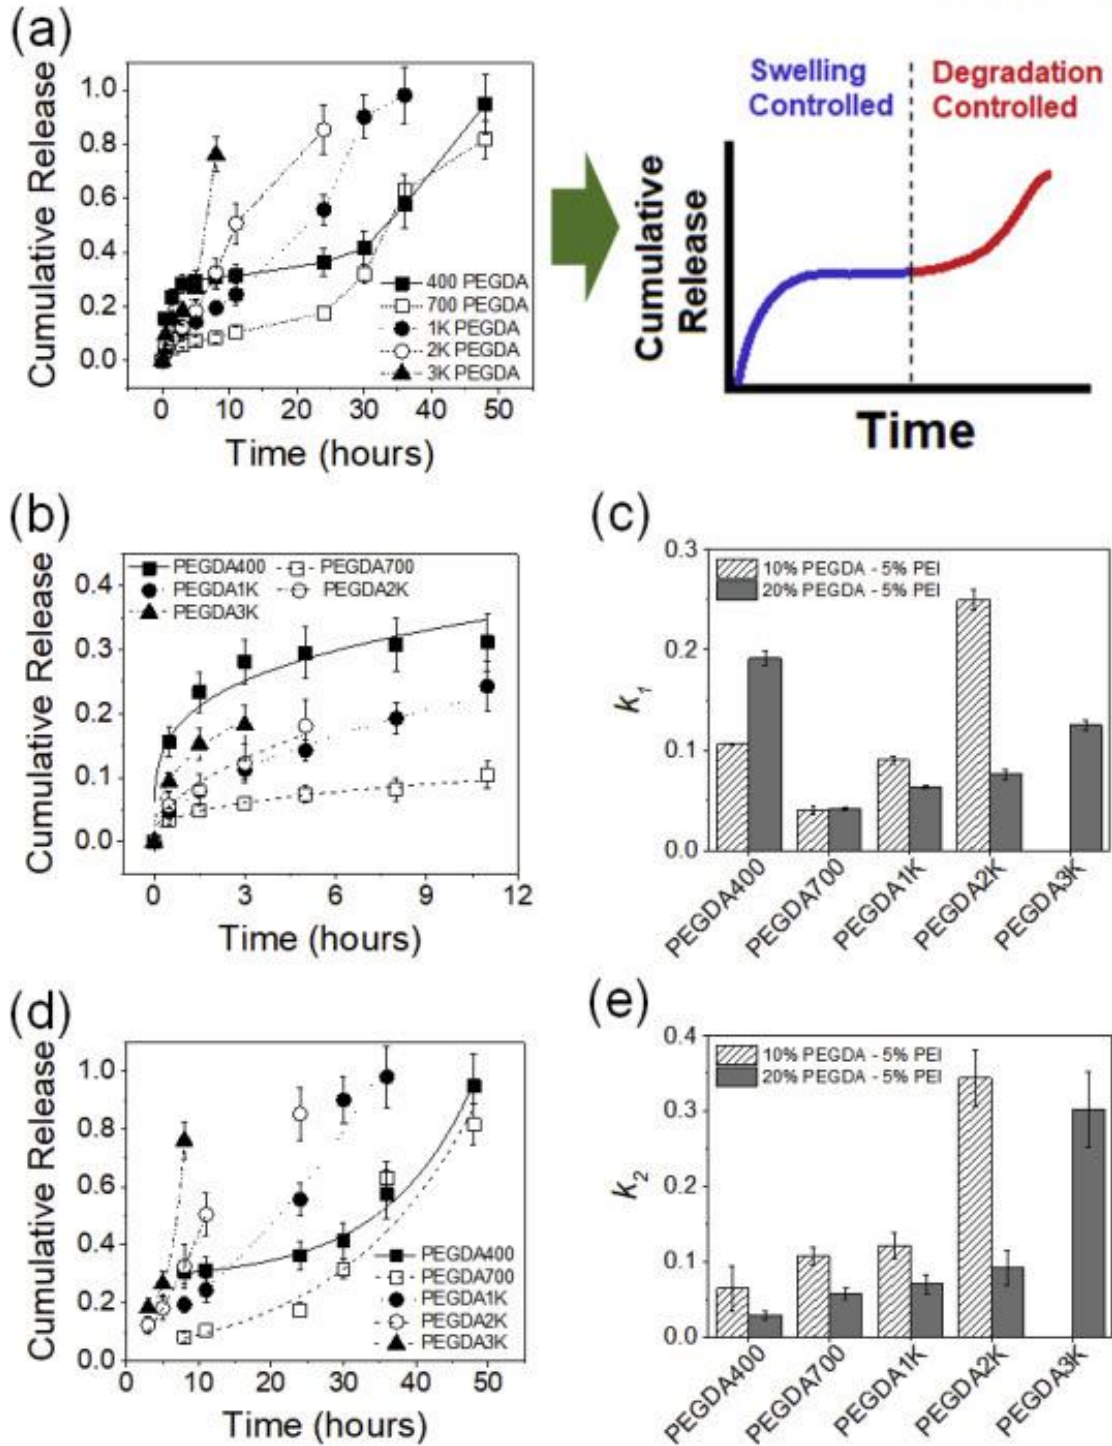 (a)
Cumulative Release
1.0
0.8
0.6
0.4
0.2
0.0
0 10 20 30 40 50
Time (hours)
400 PEGDA
700 PEGDA
1K PEGDA
2K PEGDA
3K PEGDA
Swelling
Controlled
Degradation
Controlled
Cumulative
Release
Time
(b)
Cumulative Release
0.4
0.3
0.2
0.1
0.0
0 3 6 9 12
Time (hours)
PEGDA400 PEGDA700
PEGDA1K PEGDA2K
PEGDA3K
(c)
k1
0.3
0.2
0.1
0.0
10% PEGDA - 5% PEI
20% PEGDA - 5% PEI
PEGDA400
PEGDA700
PEGDA1K
PEGDA2K
PEGDA3K
(d)
Cumulative Release
1.0
0.8
0.6
0.4
0.2
0.0
0 10 20 30 40 50
Time (hours)
PEGDA400
PEGDA700
PEGDA1K
PEGDA2K
PEGDA3K
(e)
k2
0.4
0.3
0.2
0.1
0.0
10% PEGDA - 5% PEI
20% PEGDA - 5% PEI
PEGDA400
PEGDA700
PEGDA1K
PEGDA2K
PEGDA3K